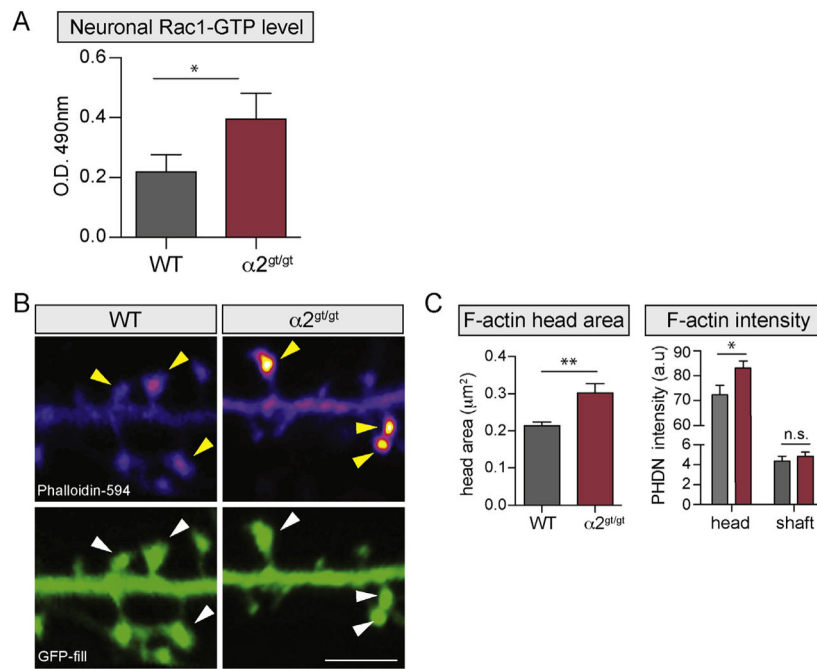 A
Neuronal Rac1-GTP level
0.6
0.4
0.2
0.0
O.D. 490nm
*
WT
α2gt/gt
B
WT
α2gt/gt
Phalloidin-594
GFP-fill
C
F-actin head area
0.4
0.3
0.2
0.1
0.0
head area (μm²)
**
WT
α2gt/gt
F-actin intensity
90
80
70
60
6
4
2
0
PHDN intensity (a.u)
*
n.s.
head
shaft